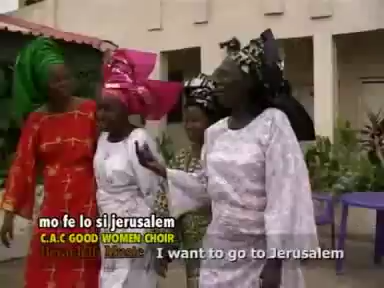 mo fe lo si jerusalem
C.A.C GOOD WOMEN CHOIR
I want to go to Jerusalem